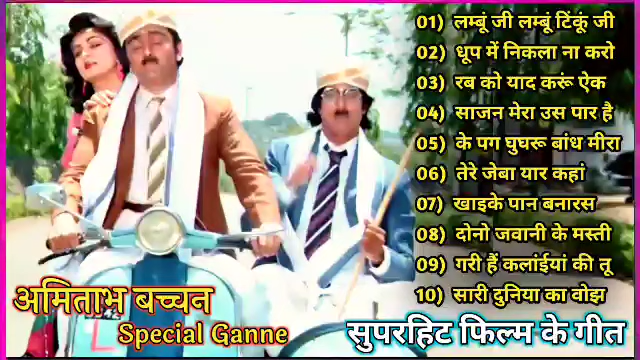 01) लम्बूं जी लम्बूं टिंकूं जी
02) धूप में निकला ना करो
03) रब को याद करूं ऐक
04) साजन मेरा उस पार है
05) के पग घुघरू बांध मीरा
06) तेरे जेबा यार कहां
07) खाइके पान बनारस
08) दोनो जवानी के मस्ती
09) गरी हैं कलांईयां की तू
10) सारी दुनिया का वोझ
अमिताभ बच्चन
Special Ganne
सुपरहिट फिल्म के गीत